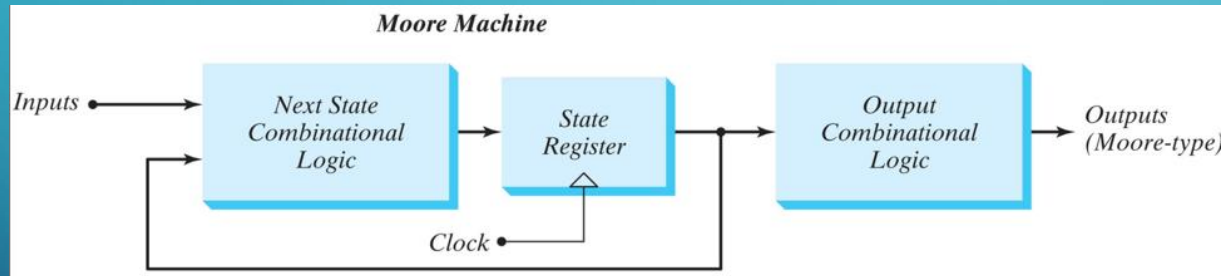 Moore Machine
Inputs
Next State
Combinational
Logic
State
Register
Output
Combinational
Logic
Outputs
(Moore-type)
Clock